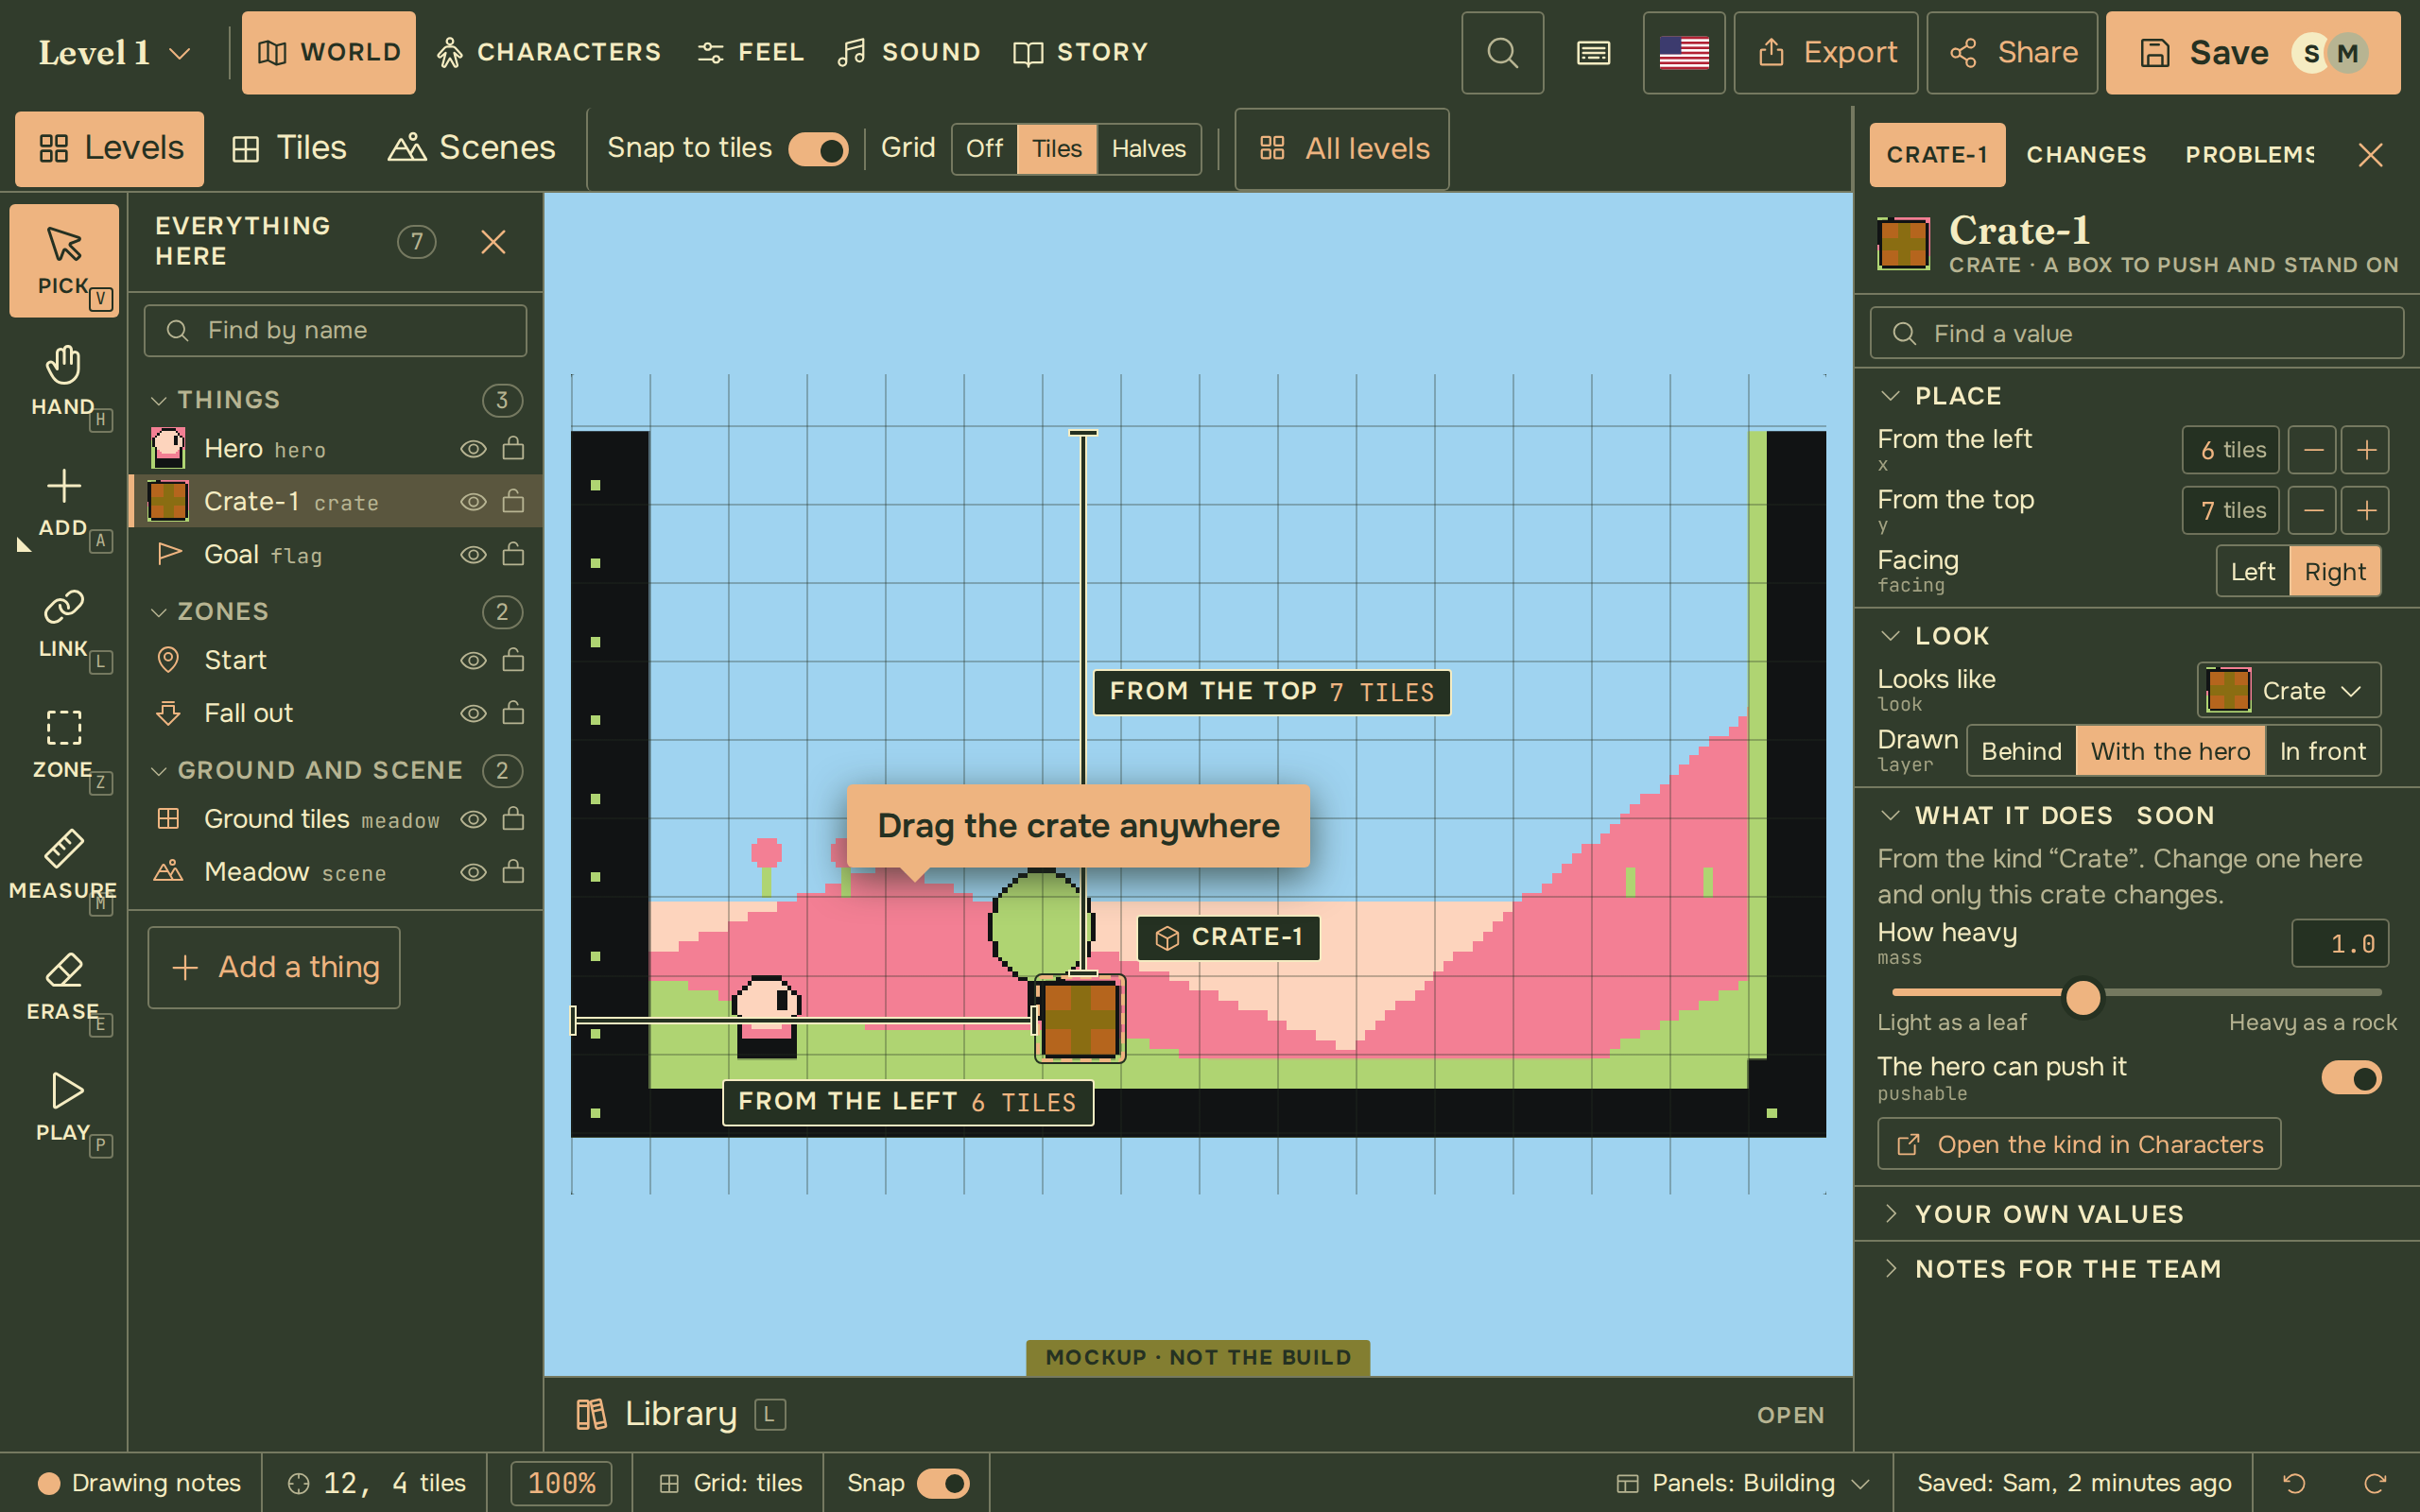 Level 1
WORLD
CHARACTERS
FEEL
SOUND
STORY
Export
Share
Save
S
M
Levels
Tiles
Scenes
Snap to tiles
Grid
Off
Tiles
Halves
All levels
CRATE-1
CHANGES
PROBLEMS
PICK
V
HAND
H
ADD
A
LINK
L
ZONE
Z
MEASURE
M
ERASE
E
PLAY
P
EVERYTHING
HERE
7
Find by name
THINGS
3
Hero hero
Crate-1 crate
Goal flag
ZONES
2
Start
Fall out
GROUND AND SCENE
2
Ground tiles meadow
Meadow scene
Add a thing
FROM THE TOP 7 TILES
Drag the crate anywhere
CRATE-1
FROM THE LEFT 6 TILES
MOCKUP · NOT THE BUILD
Library
L
OPEN
Crate-1
CRATE · A BOX TO PUSH AND STAND ON
Find a value
PLACE
From the left
x
6 tiles
From the top
y
7 tiles
Facing
facing
Left
Right
LOOK
Looks like
look
Crate
Drawn
layer
Behind
With the hero
In front
WHAT IT DOES SOON
From the kind “Crate”. Change one here
and only this crate changes.
How heavy
mass
1.0
Light as a leaf
Heavy as a rock
The hero can push it
pushable
Open the kind in Characters
YOUR OWN VALUES
NOTES FOR THE TEAM
Drawing notes
12, 4 tiles
100%
Grid: tiles
Snap
Panels: Building
Saved: Sam, 2 minutes ago